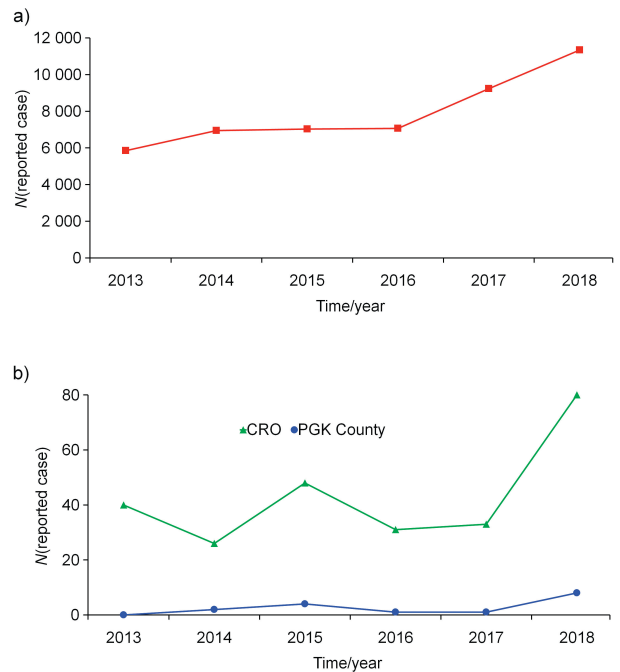 a)
12 000
10 000
8 000
6 000
4 000
2 000
0
N(reported case)
2013 2014 2015 2016 2017 2018
Time/year
b)
80
60
40
20
0
N(reported case)
CRO PGK County
2013 2014 2015 2016 2017 2018
Time/year